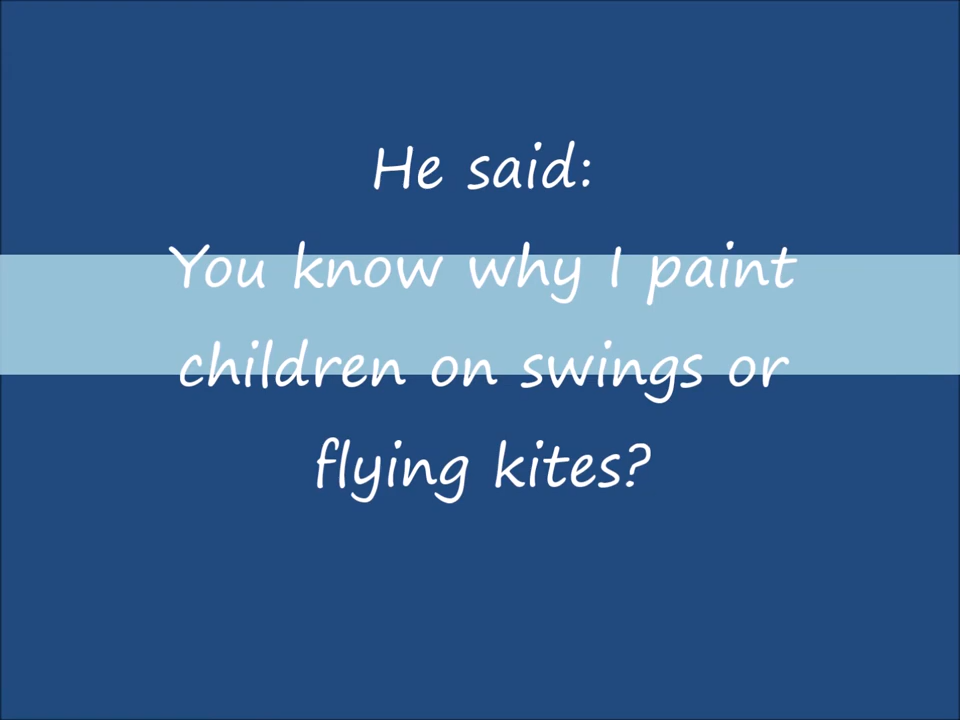 He said:
You know why I paint
children on swings or
flying kites?